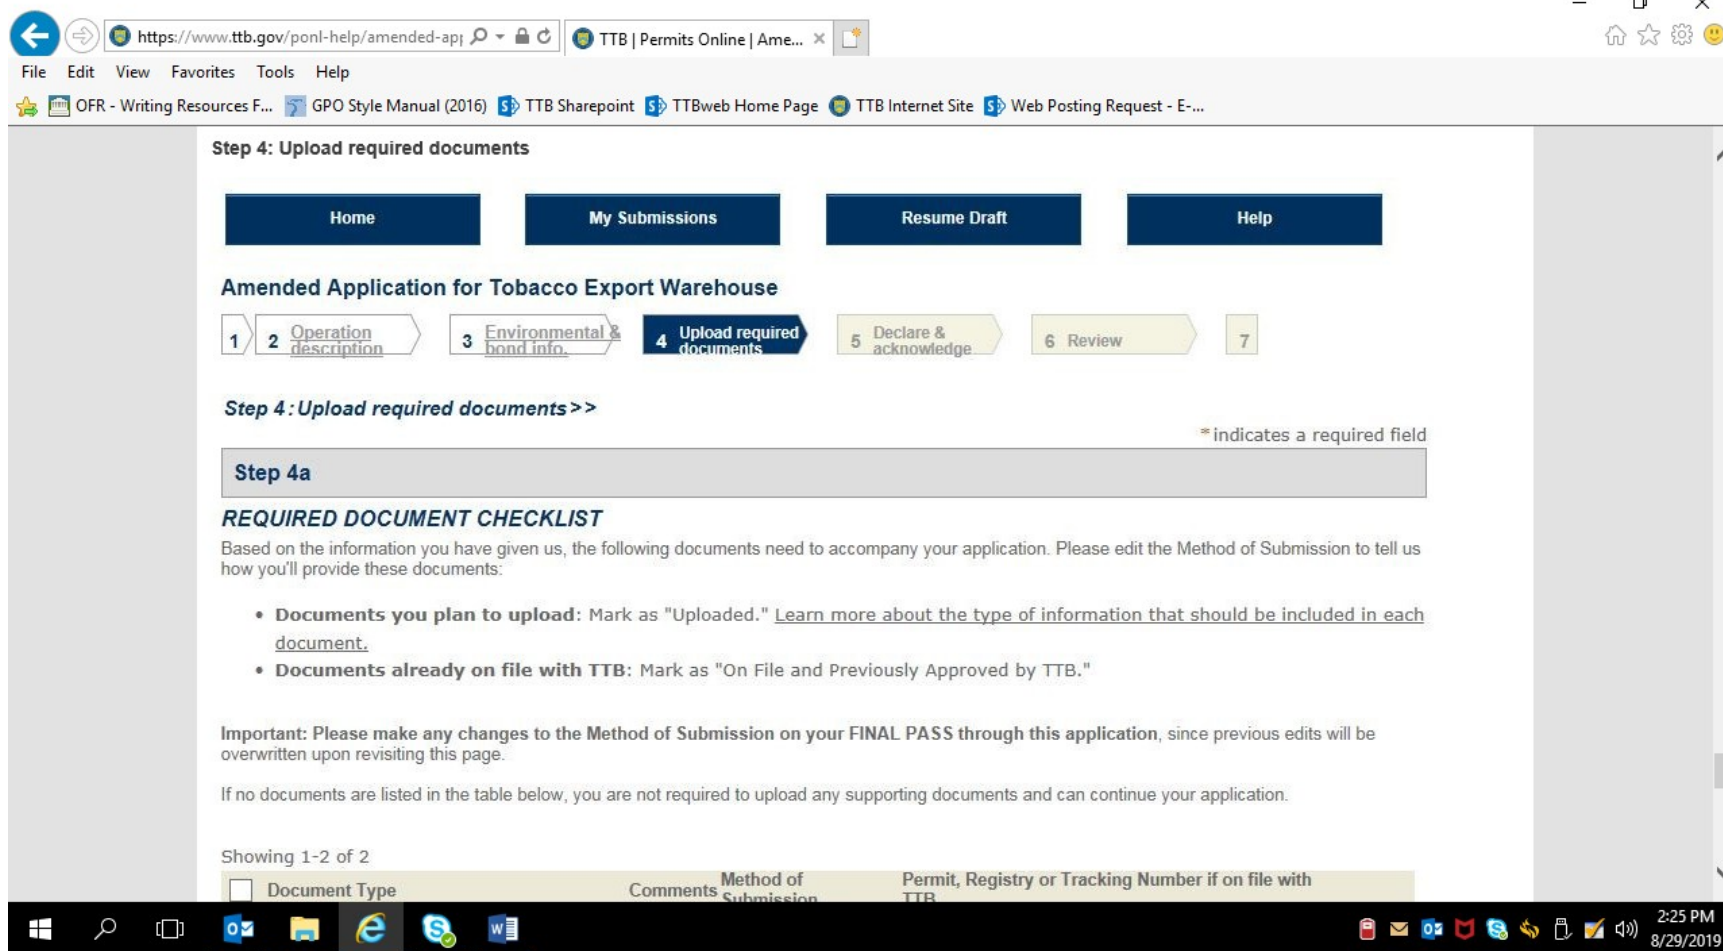 https://www.ttb.gov/ponl-help/amended-ap
TTB | Permits Online | Ame...
File Edit View Favorites Tools Help
OFR - Writing Resources F... GPO Style Manual (2016) TTB Sharepoint TTBweb Home Page TTB Internet Site Web Posting Request - E-...
Step 4: Upload required documents
Home My Submissions Resume Draft Help
Amended Application for Tobacco Export Warehouse
1 2 Operation description 3 Environmental & bond info. 4 Upload required documents 5 Declare & acknowledge 6 Review 7
Step 4: Upload required documents>>
* indicates a required field
Step 4a
REQUIRED DOCUMENT CHECKLIST
Based on the information you have given us, the following documents need to accompany your application. Please edit the Method of Submission to tell us
how you'll provide these documents:
• Documents you plan to upload: Mark as "Uploaded." Learn more about the type of information that should be included in each
document.
• Documents already on file with TTB: Mark as "On File and Previously Approved by TTB."
Important: Please make any changes to the Method of Submission on your FINAL PASS through this application, since previous edits will be
overwritten upon revisiting this page.
If no documents are listed in the table below, you are not required to upload any supporting documents and can continue your application.
Showing 1-2 of 2
Document Type Comments Method of Submission Permit, Registry or Tracking Number if on file with TTB
2:25 PM
8/29/2019